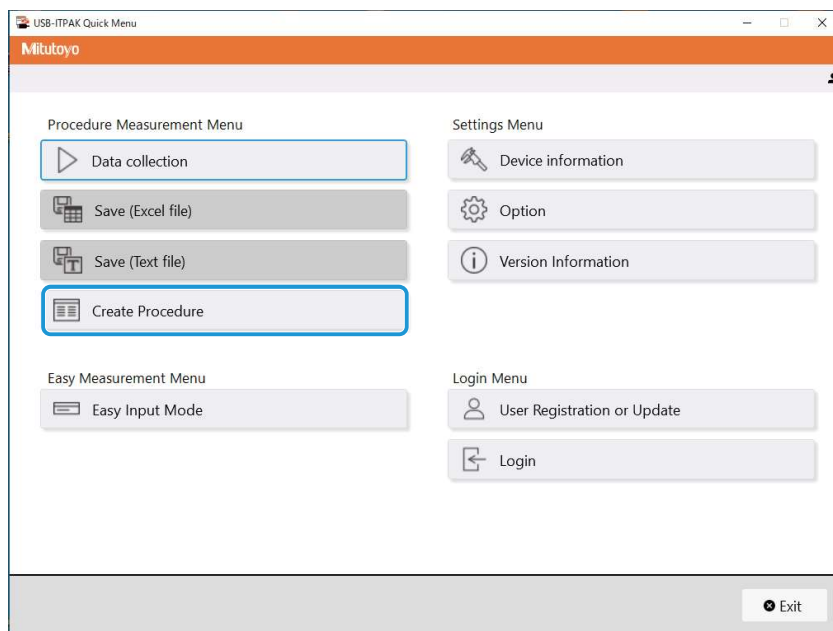 USB-ITPAK Quick Menu
Mitutoyo
Procedure Measurement Menu
Data collection
Save (Excel file)
Save (Text file)
Create Procedure
Easy Measurement Menu
Easy Input Mode
Settings Menu
Device information
Option
Version Information
Login Menu
User Registration or Update
Login
Exit